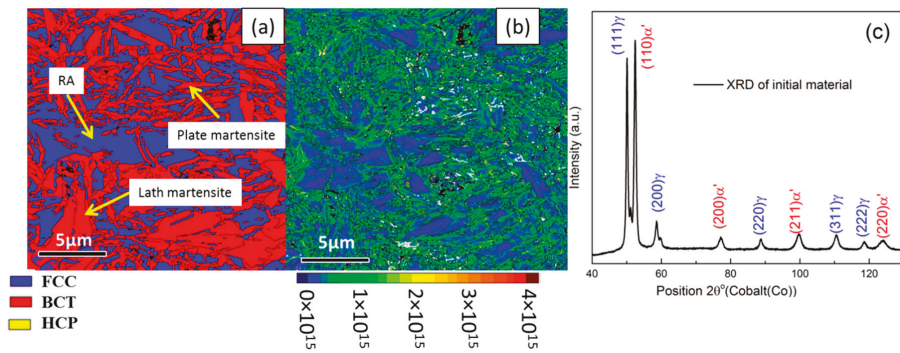 (a)
RA
Plate martensite
Lath martensite
5μm
FCC
BCT
HCP
(b)
5μm
0×10¹⁵
1×10¹⁵
2×10¹⁵
3×10¹⁵
4×10¹⁵
(c)
(111)γ
(110)α'
XRD of initial material
(200)γ
(200)α'
(220)γ
(211)α'
(311)γ
(222)γ
(220)α'
Intensity (a.u.)
40 60 80 100 120
Position 2θ°(Cobalt(Co))